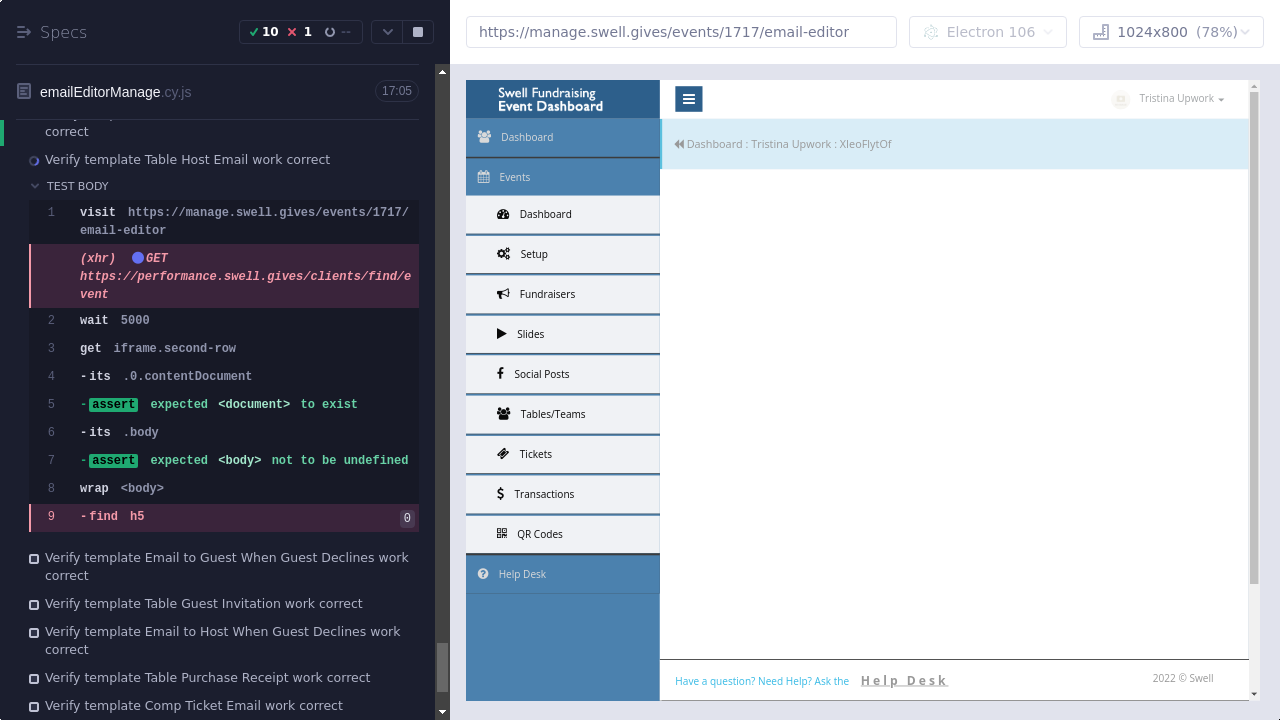 Specs
10
1
--
emailEditorManage.cy.js
17:05
correct
Verify template Table Host Email work correct
TEST BODY
1 visit https://manage.swell.gives/events/1717/
email-editor
(xhr) GET
https://performance.swell.gives/clients/find/e
vent
2 wait 5000
3 get iframe.second-row
4 -its .0.contentDocument
5 -assert expected <document> to exist
6 -its .body
7 -assert expected <body> not to be undefined
8 wrap <body>
9 -find h5 0
Verify template Email to Guest When Guest Declines work
correct
Verify template Table Guest Invitation work correct
Verify template Email to Host When Guest Declines work
correct
Verify template Table Purchase Receipt work correct
Verify template Comp Ticket Email work correct
https://manage.swell.gives/events/1717/email-editor
Electron 106
1024x800 (78%)
Swell Fundraising
Event Dashboard
Tristina Upwork
Dashboard
Dashboard : Tristina Upwork : XleoFlytOf
Events
Dashboard
Setup
Fundraisers
Slides
Social Posts
Tables/Teams
Tickets
Transactions
QR Codes
Help Desk
Have a question? Need Help? Ask the Help Desk
2022 © Swell